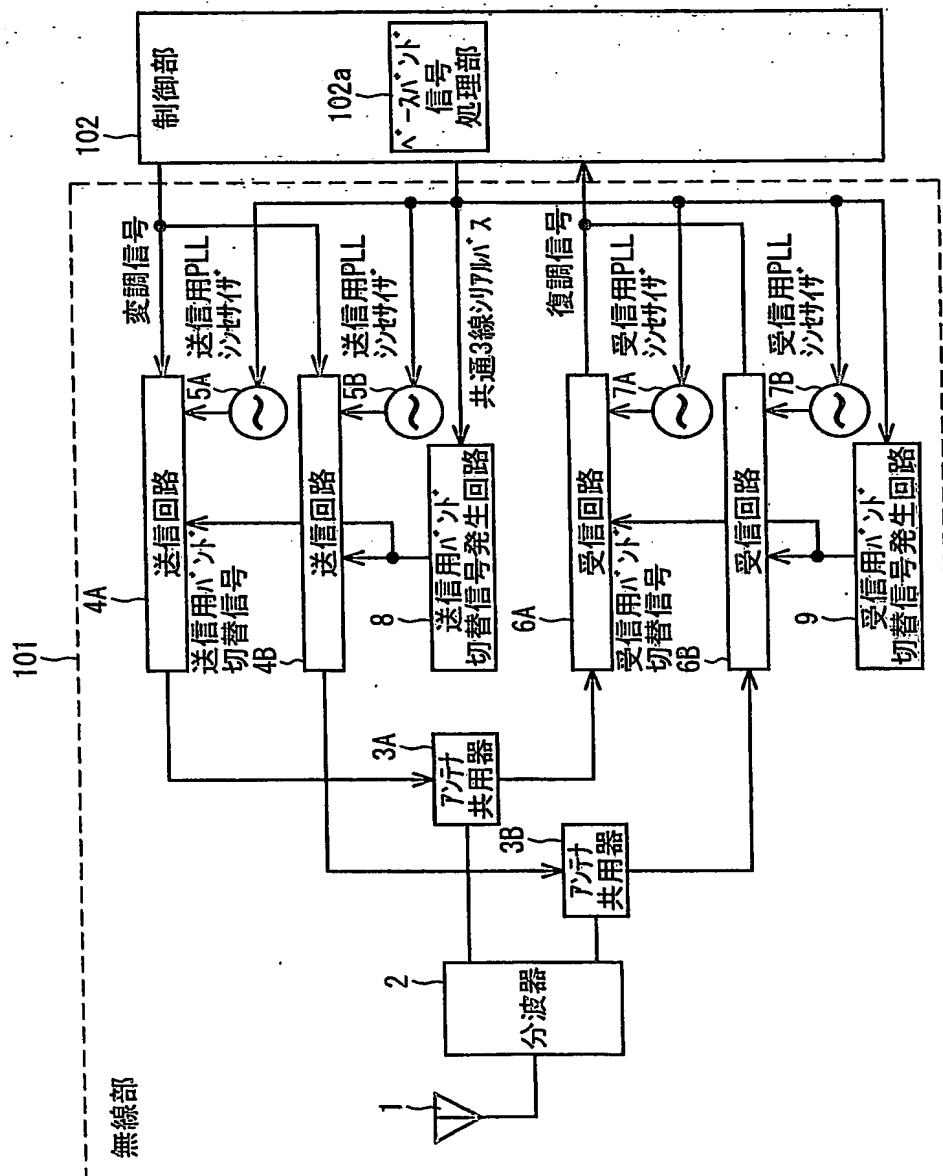 101
無線部
1
2
分波器
3A
アンテナ
共用器
3B
アンテナ
共用器
4A
送信回路
変調信号
送信用バンド
切替信号
4B
送信回路
5A
送信用PLL
シンセサイザ
5B
送信用PLL
シンセサイザ
8
送信用バンド
切替信号発生回路
共通3線シリアルバス
6A
受信回路
復調信号
受信用バンド
切替信号
6B
受信回路
7A
受信用PLL
シンセサイザ
7B
受信用PLL
シンセサイザ
9
受信用バンド
切替信号発生回路
102
制御部
102a
ベースバンド
信号
処理部